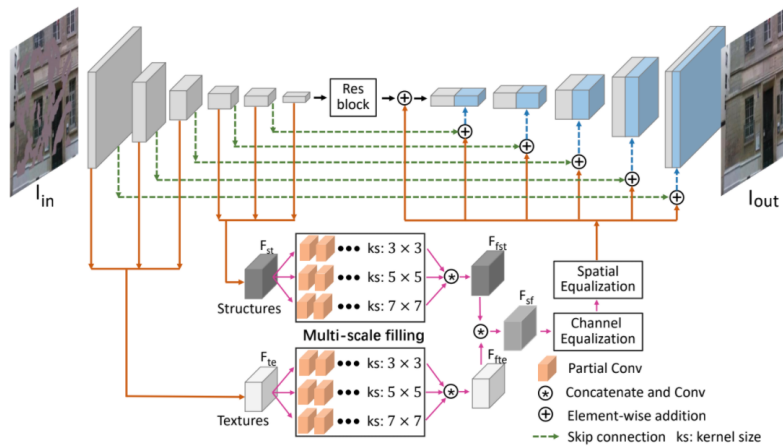 I_in
Res
block
I_out
F_st
Structures
ks: 3 × 3
ks: 5 × 5
ks: 7 × 7
F_fst
F_sf
Spatial
Equalization
Channel
Equalization
Multi-scale filling
F_te
Textures
ks: 3 × 3
ks: 5 × 5
ks: 7 × 7
F_fte
Partial Conv
Concatenate and Conv
Element-wise addition
Skip connection ks: kernel size